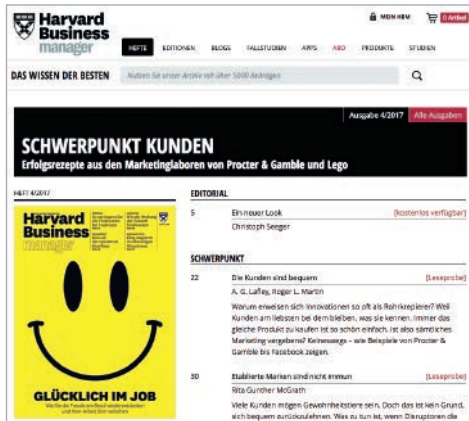 Harvard
Business
manager
MEIN HBM
0 Artikel
HEFTE
EDITIONEN
BLOGS
FALLSTUDIEN
APPS
ABO
PRODUKTE
STUDIEN
DAS WISSEN DER BESTEN
Nutzen Sie unser Archiv mit über 5000 Beiträgen
Ausgabe 4/2017
Alle Ausgaben
SCHWERPUNKT KUNDEN
Erfolgsrezepte aus den Marketinglaboren von Procter & Gamble und Lego
HEFT 4/2017
Harvard
Business
manager
GLÜCKLICH IM JOB
EDITORIAL
5 Ein neuer Look [kostenlos verfügbar]
Christoph Seeger
SCHWERPUNKT
22 Die Kunden sind bequem [Leseprobe]
A. G. Lafley, Roger L. Martin
Warum erweisen sich Innovationen so oft als Rohrkrepierer? Weil
Kunden am liebsten bei dem bleiben, was sie kennen. Immer das
gleiche Produkt zu kaufen ist so schön einfach. Ist also sämtliches
Marketing vergebens? Keineswegs – wie Beispiele von Procter &
Gamble bis Facebook zeigen.
30 Etablierte Marken sind nicht immun [Leseprobe]
Rita Gunther McGrath
Viele Kunden mögen Gewohnheitstiere sein. Doch das ist kein Grund,
sich bequem zurückzulehnen. Was zu tun ist, wenn Disruptoren die